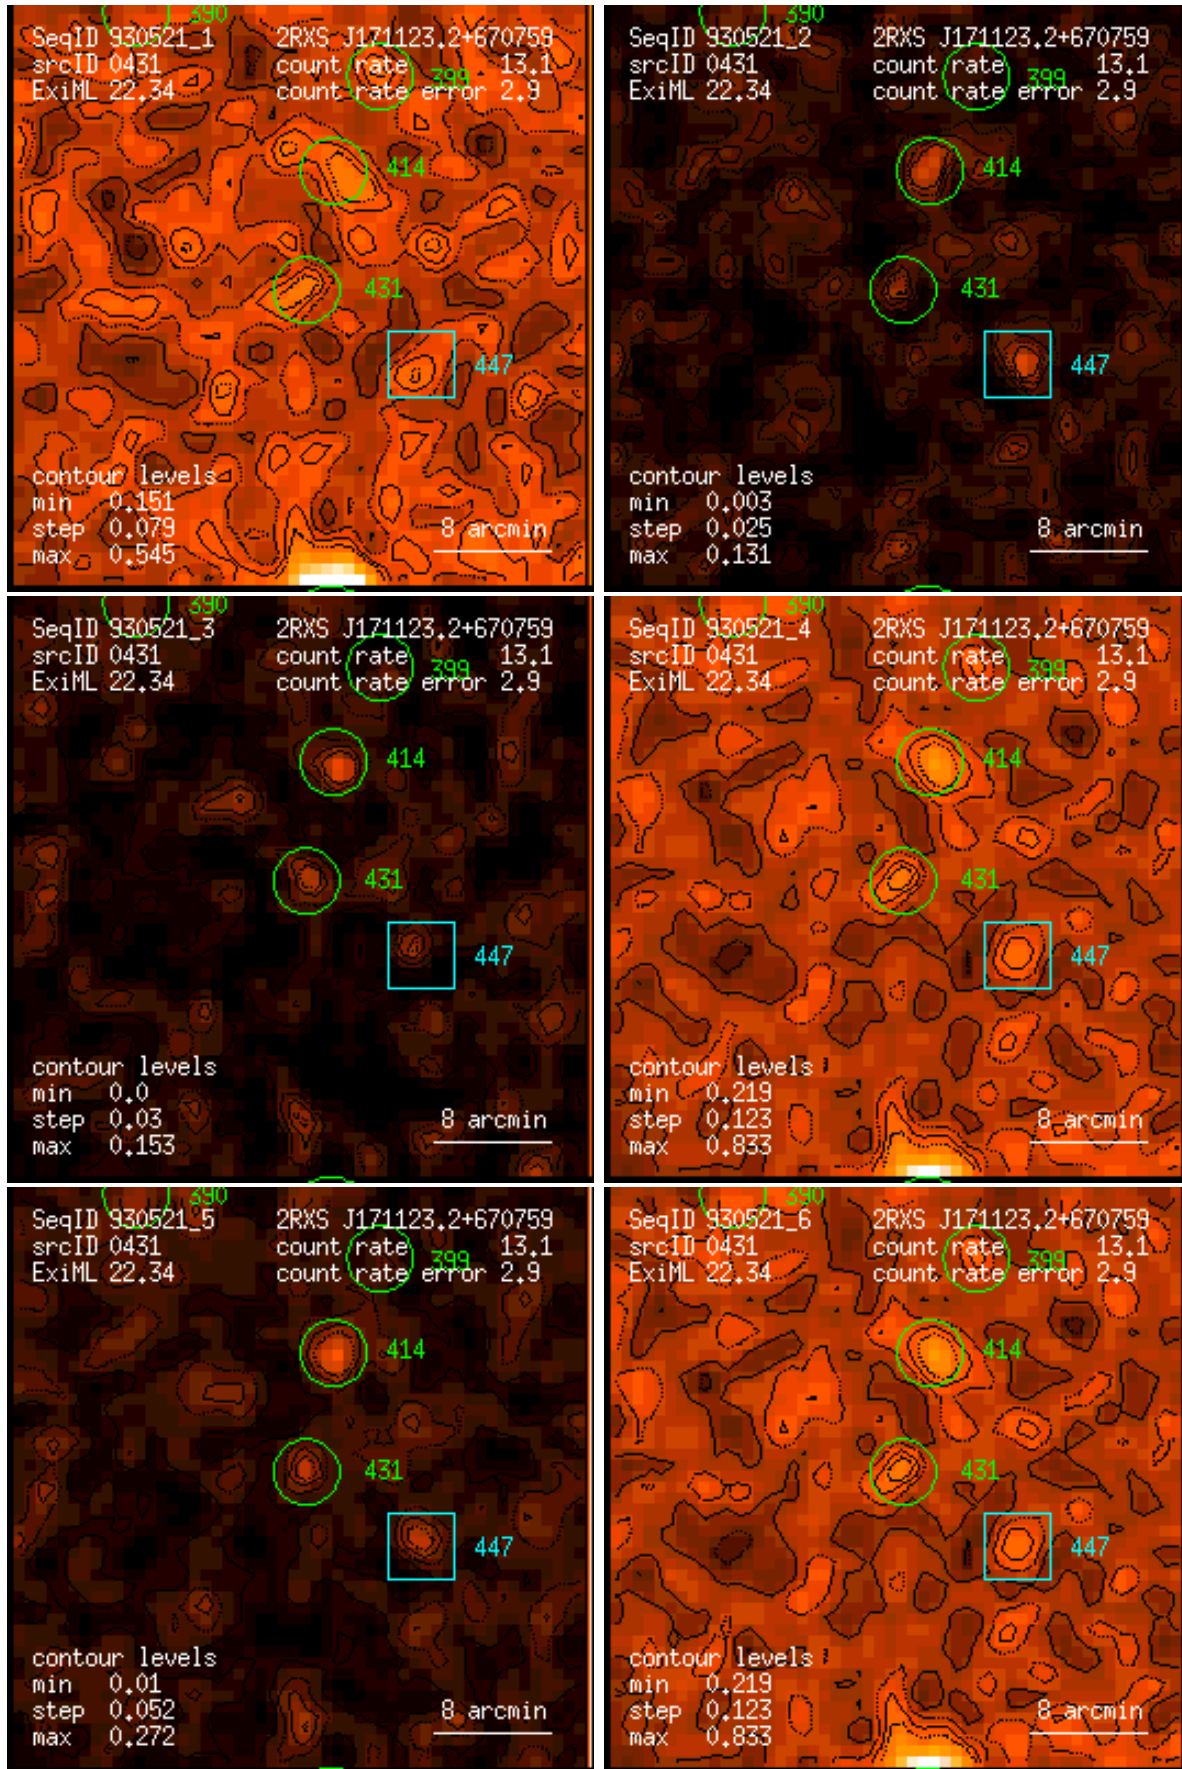 390
SeqID 930521_1 2RXS J171123.2+670759
srcID 0431 count rate 13.1
399
ExiML 22.34 count rate error 2.9
414
431
447
contour levels
min 0.151
step 0.079 8 arcmin
max 0.545
390
SeqID 930521_2 2RXS J171123.2+670759
srcID 0431 count rate 13.1
399
ExiML 22.34 count rate error 2.9
414
431
447
contour levels
min 0.003
step 0.025 8 arcmin
max 0.131
390
SeqID 930521_3 2RXS J171123.2+670759
srcID 0431 count rate 13.1
399
ExiML 22.34 count rate error 2.9
414
431
447
contour levels
min 0.0
step 0.03 8 arcmin
max 0.153
390
SeqID 930521_4 2RXS J171123.2+670759
srcID 0431 count rate 13.1
399
ExiML 22.34 count rate error 2.9
414
431
447
contour levels
min 0.219
step 0.123 8 arcmin
max 0.833
390
SeqID 930521_5 2RXS J171123.2+670759
srcID 0431 count rate 13.1
399
ExiML 22.34 count rate error 2.9
414
431
447
contour levels
min 0.01
step 0.052 8 arcmin
max 0.272
390
SeqID 930521_6 2RXS J171123.2+670759
srcID 0431 count rate 13.1
399
ExiML 22.34 count rate error 2.9
414
431
447
contour levels
min 0.219
step 0.123 8 arcmin
max 0.833